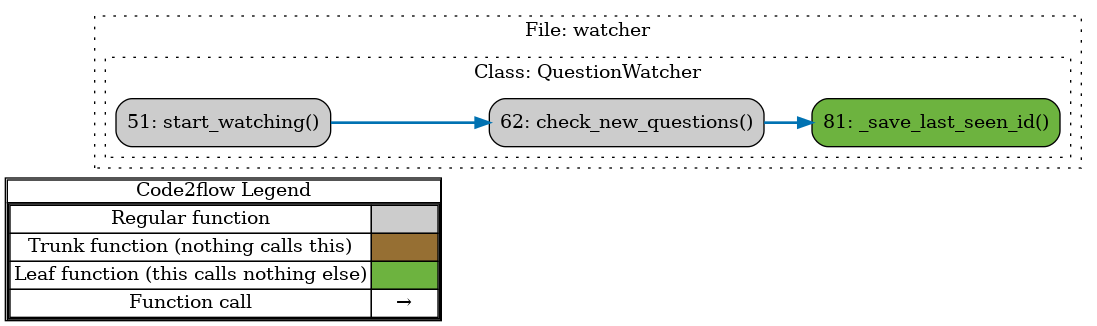 File: watcher
Class: QuestionWatcher
51: start_watching()
62: check_new_questions()
81: _save_last_seen_id()
Code2flow Legend
Regular function
Trunk function (nothing calls this)
Leaf function (this calls nothing else)
Function call →